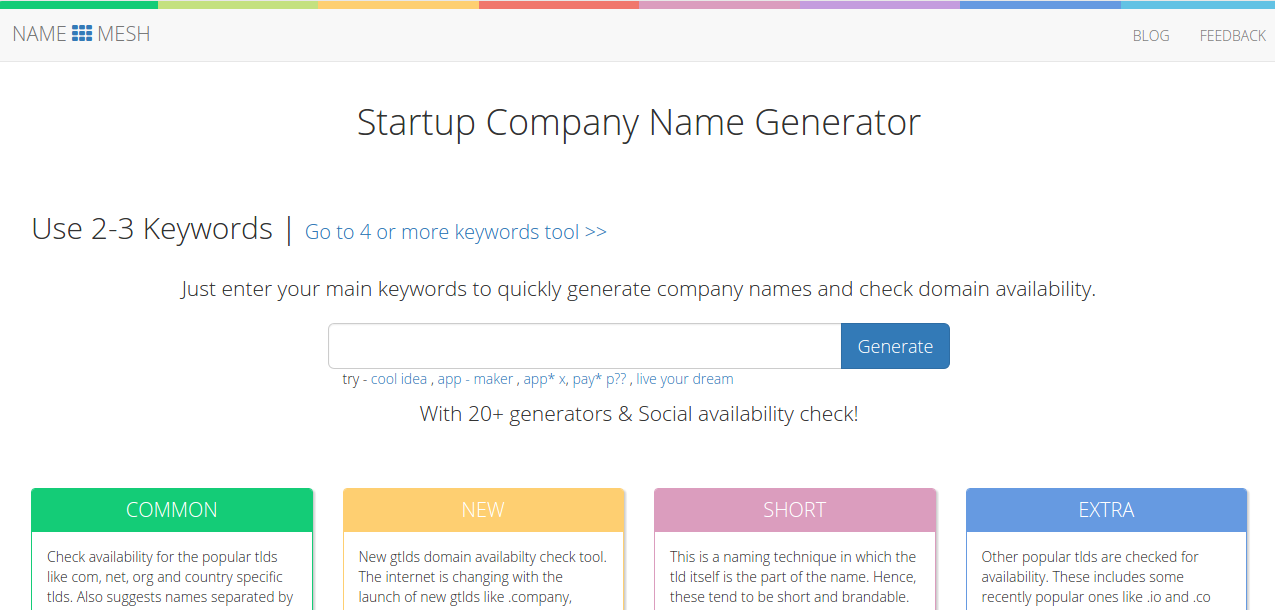 NAME MESH
BLOG
FEEDBACK
Startup Company Name Generator
Use 2-3 Keywords | Go to 4 or more keywords tool >>
Just enter your main keywords to quickly generate company names and check domain availability.
Generate
try - cool idea , app - maker , app* x, pay* p?? , live your dream
With 20+ generators & Social availability check!
COMMON
Check availability for the popular tlds
like com, net, org and country specific
tlds. Also suggests names separated by
NEW
New gtlds domain availabilty check tool.
The internet is changing with the
launch of new gtlds like .company,
SHORT
This is a naming technique in which the
tld itself is the part of the name. Hence,
these tend to be short and brandable.
EXTRA
Other popular tlds are checked for
availability. These includes some
recently popular ones like .io and .co